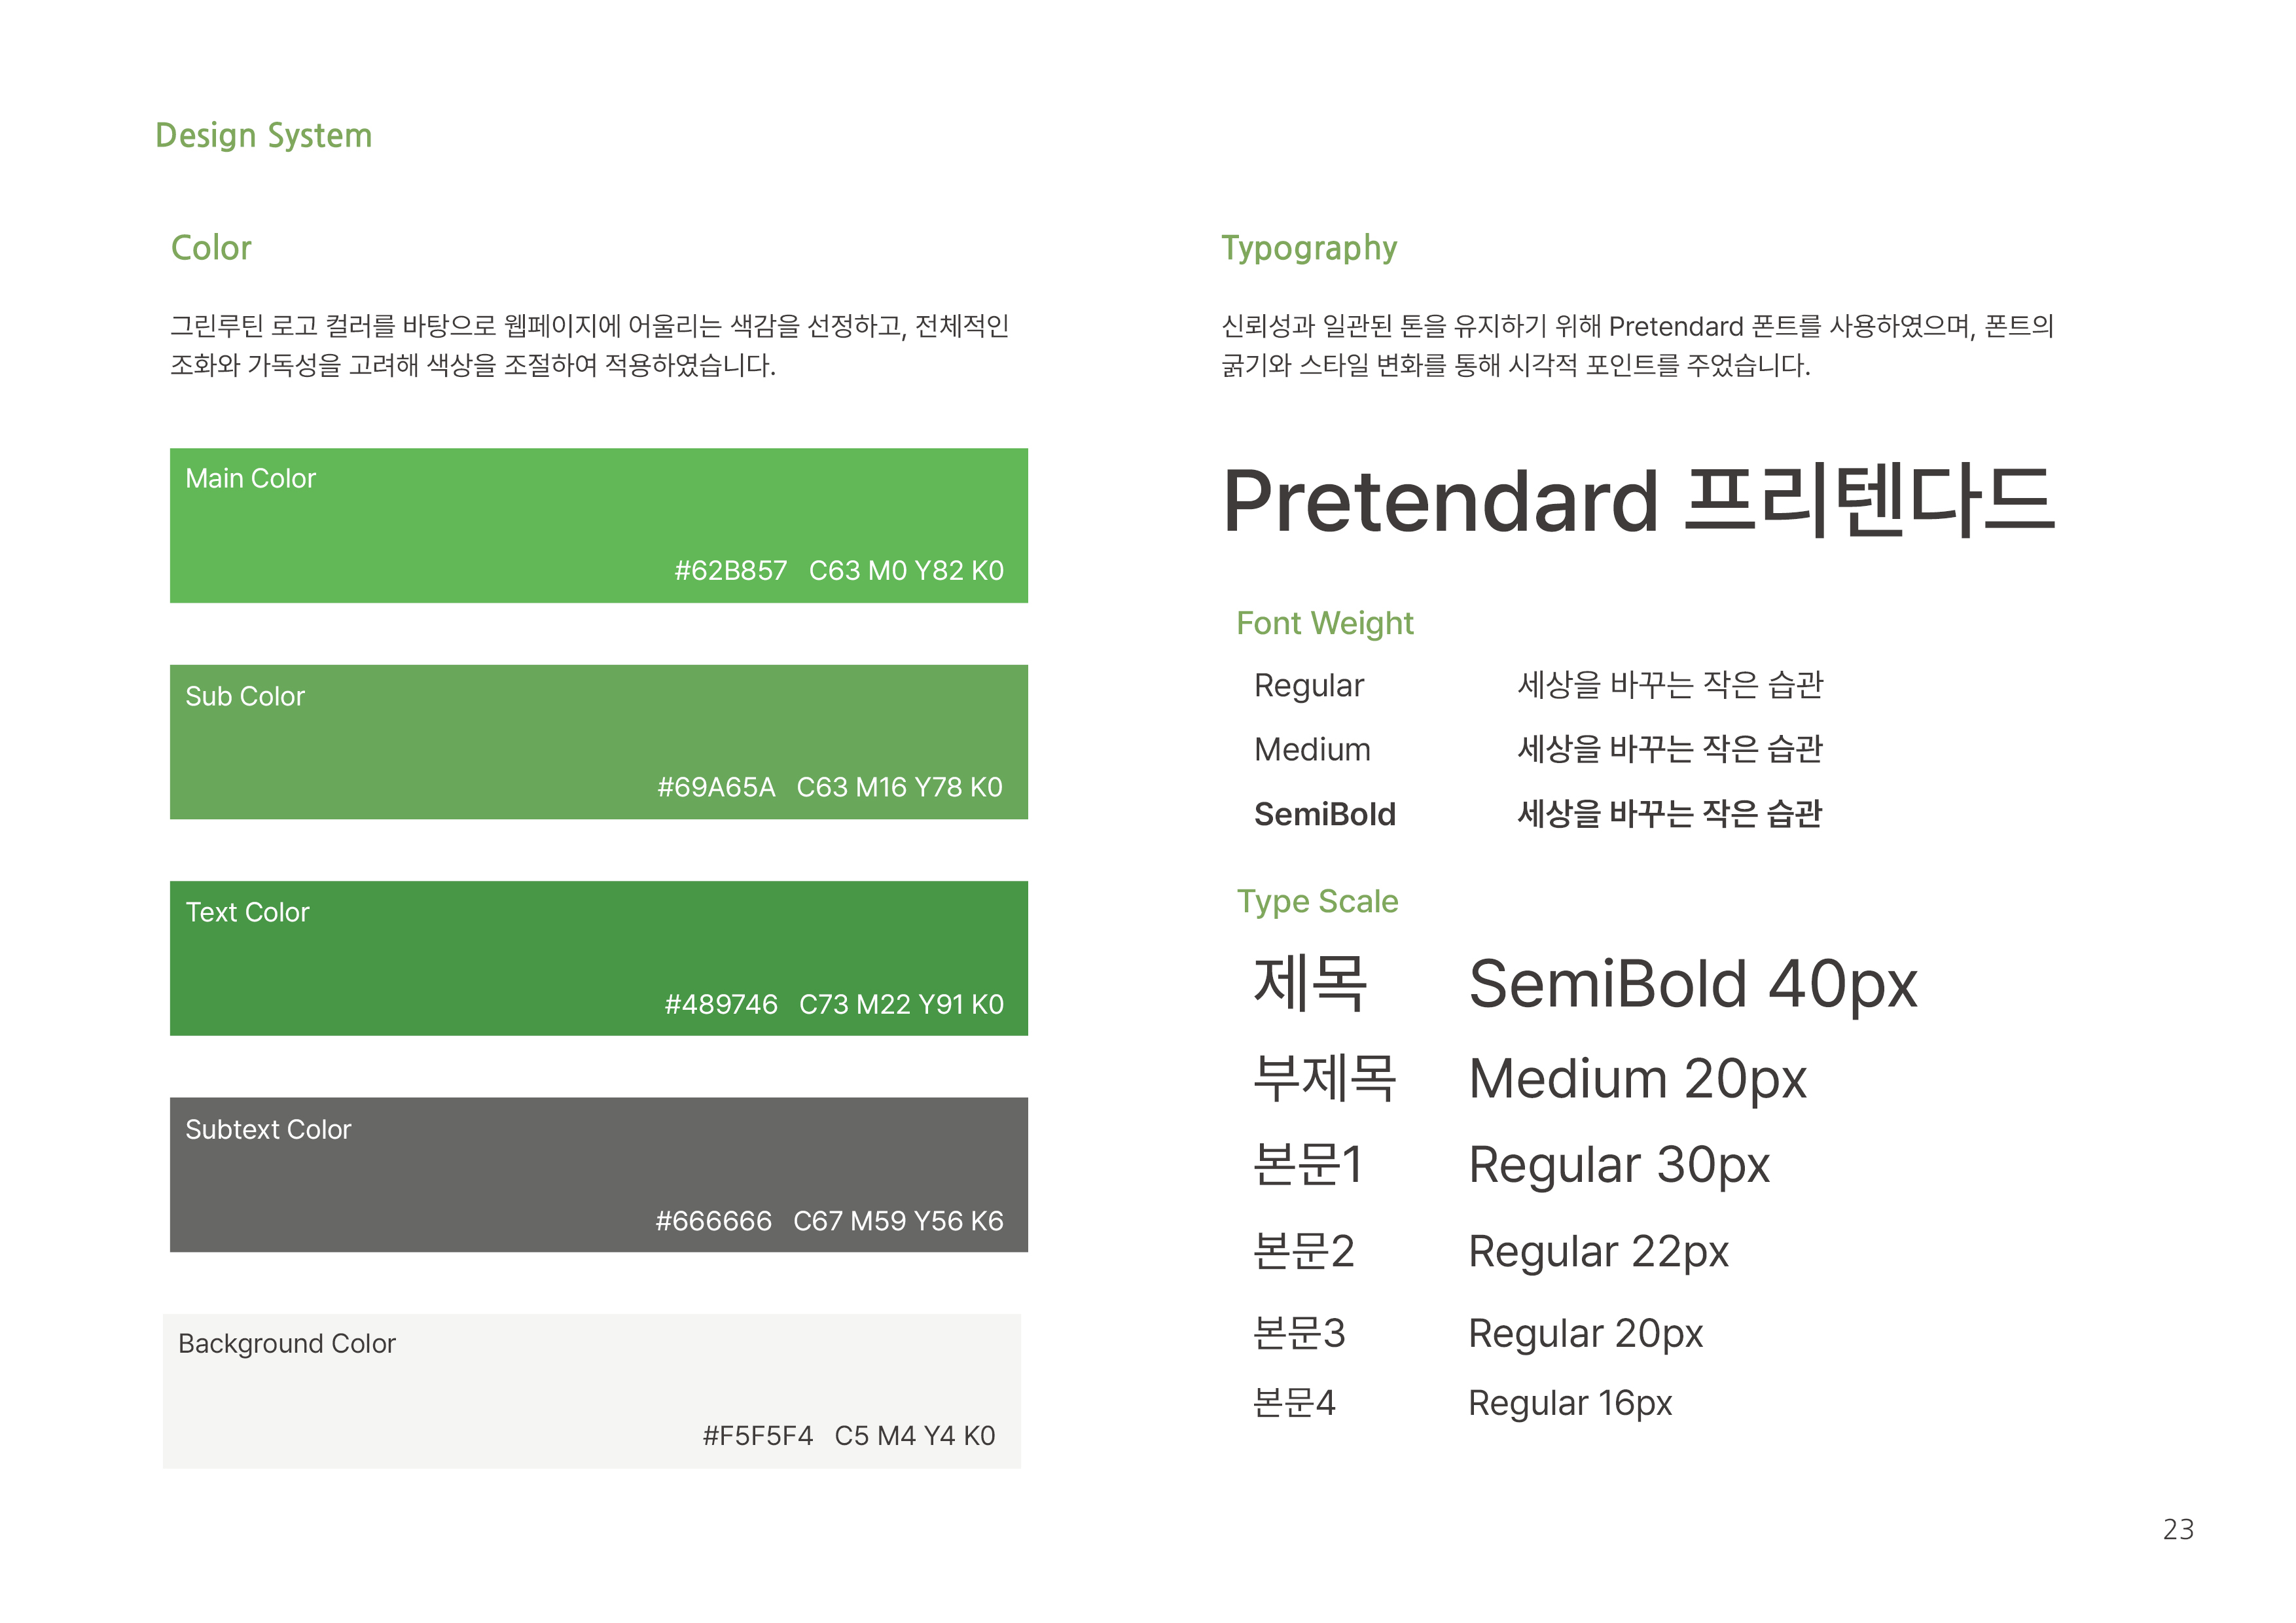 Design System
Color
그린루틴 로고 컬러를 바탕으로 웹페이지에 어울리는 색감을 선정하고, 전체적인
조화와 가독성을 고려해 색상을 조절하여 적용하였습니다.
Main Color
#62B857 C63 M0 Y82 K0
Sub Color
#69A65A C63 M16 Y78 K0
Text Color
#489746 C73 M22 Y91 K0
Subtext Color
#666666 C67 M59 Y56 K6
Background Color
#F5F5F4 C5 M4 Y4 K0
Typography
신뢰성과 일관된 톤을 유지하기 위해 Pretendard 폰트를 사용하였으며, 폰트의
굵기와 스타일 변화를 통해 시각적 포인트를 주었습니다.
Pretendard 프리텐다드
Font Weight
Regular 세상을 바꾸는 작은 습관
Medium 세상을 바꾸는 작은 습관
SemiBold 세상을 바꾸는 작은 습관
Type Scale
제목 SemiBold 40px
부제목 Medium 20px
본문1 Regular 30px
본문2 Regular 22px
본문3 Regular 20px
본문4 Regular 16px
23